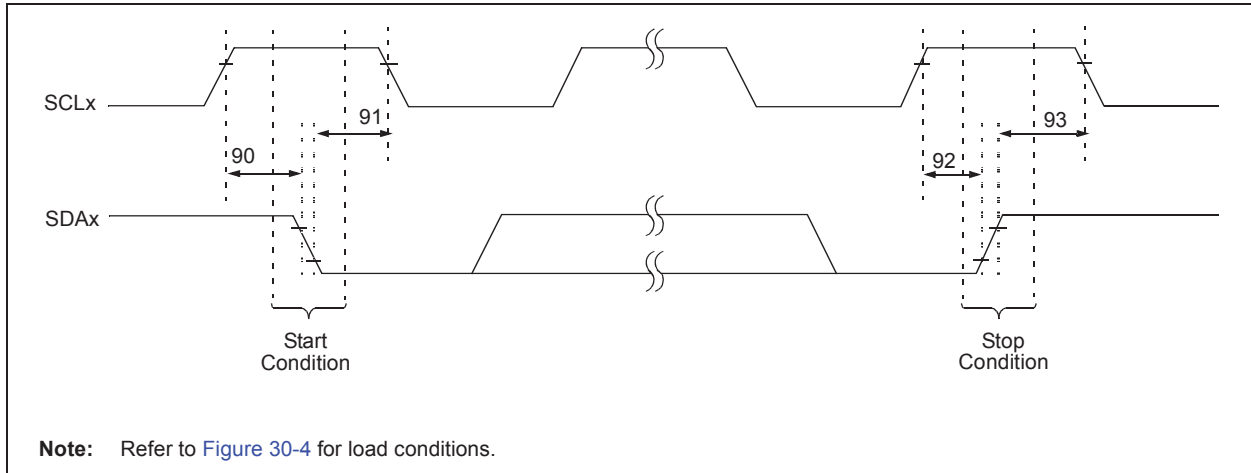 SCLx
91
93
90
92
SDAx
Start
Condition
Stop
Condition
Note: Refer to Figure 30-4 for load conditions.